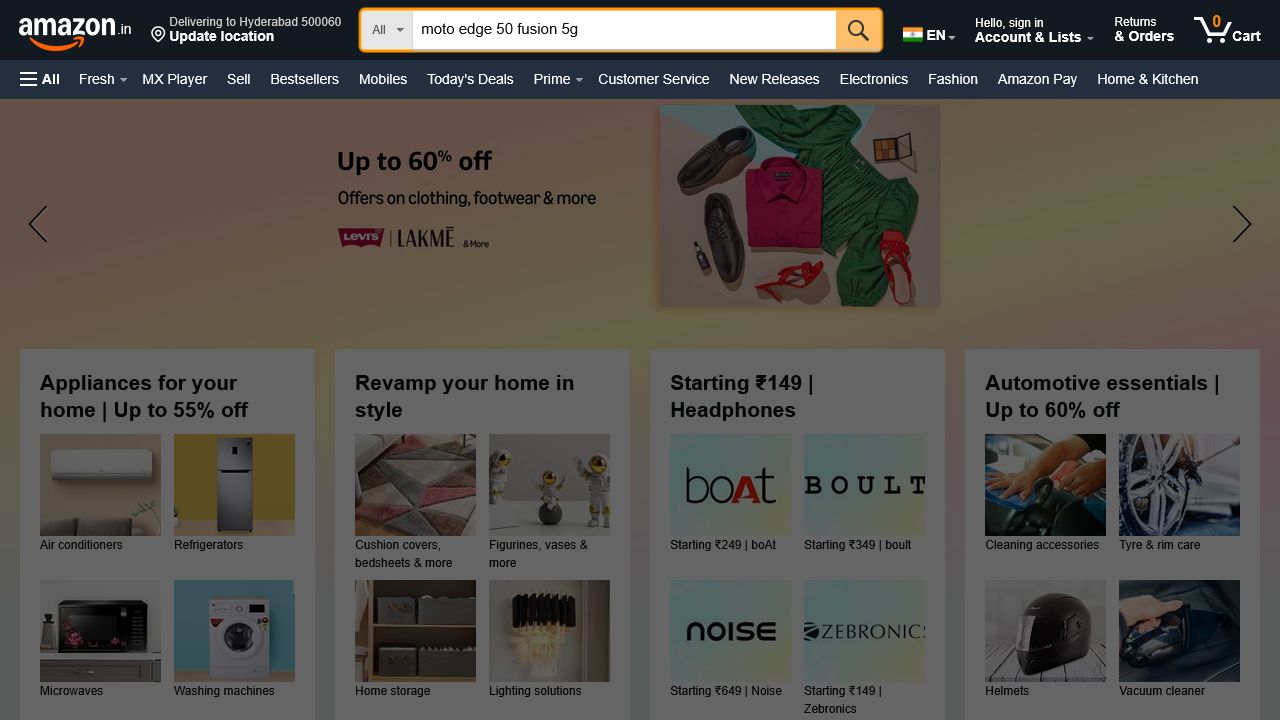 amazon.in
Delivering to Hyderabad 500060
Update location
All
moto edge 50 fusion 5g
EN
Hello, sign in
Account & Lists
Returns
& Orders
0
Cart
All
Fresh
MX Player
Sell
Bestsellers
Mobiles
Today's Deals
Prime
Customer Service
New Releases
Electronics
Fashion
Amazon Pay
Home & Kitchen
Up to 60% off
Offers on clothing, footwear & more
Levi's | LAKMĒ & More
Appliances for your
home | Up to 55% off
Air conditioners
Refrigerators
Microwaves
Washing machines
Revamp your home in
style
Cushion covers,
bedsheets & more
Figurines, vases &
more
Home storage
Lighting solutions
Starting ₹149 |
Headphones
boAt
BOULT
Starting ₹249 | boAt
Starting ₹349 | boult
noise
ZEBRONICS
Starting ₹649 | Noise
Starting ₹149 |
Zebronics
Automotive essentials |
Up to 60% off
Cleaning accessories
Tyre & rim care
Helmets
Vacuum cleaner